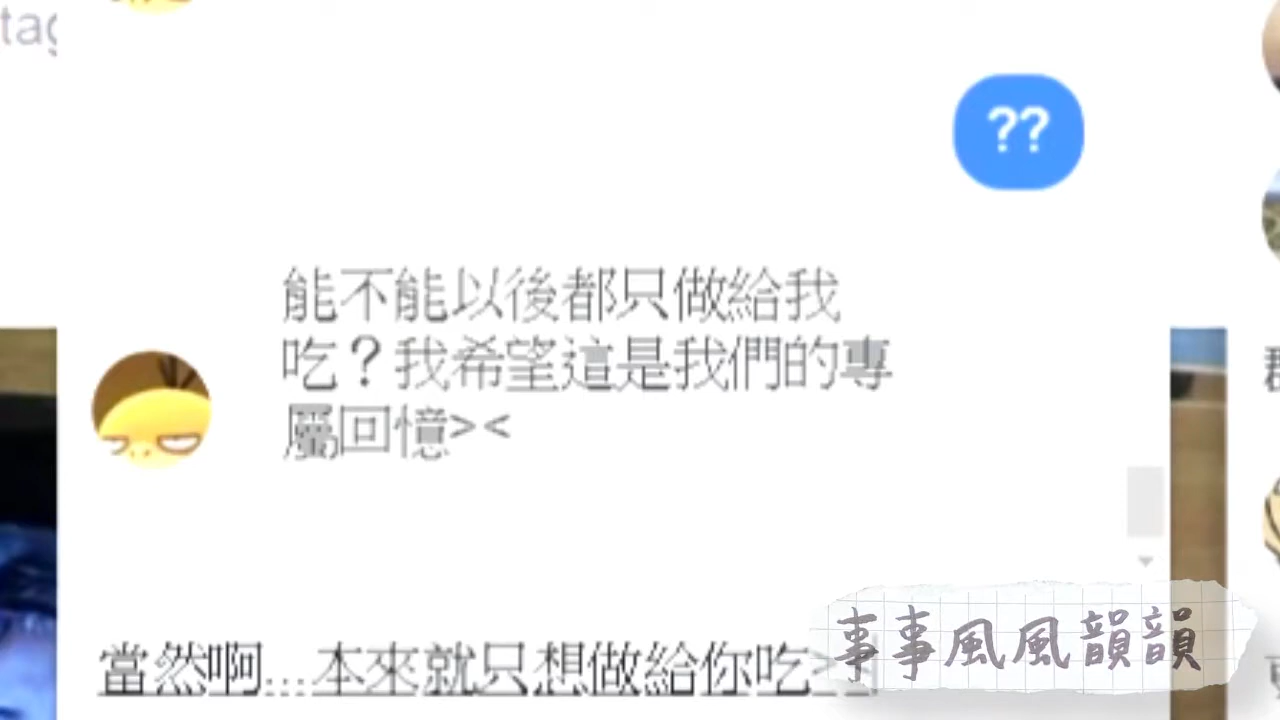 ??
能不能以後都只做給我
吃？我希望這是我們的專
屬回憶><
當然啊...本來就只想做給你吃>
事事風風韻韻